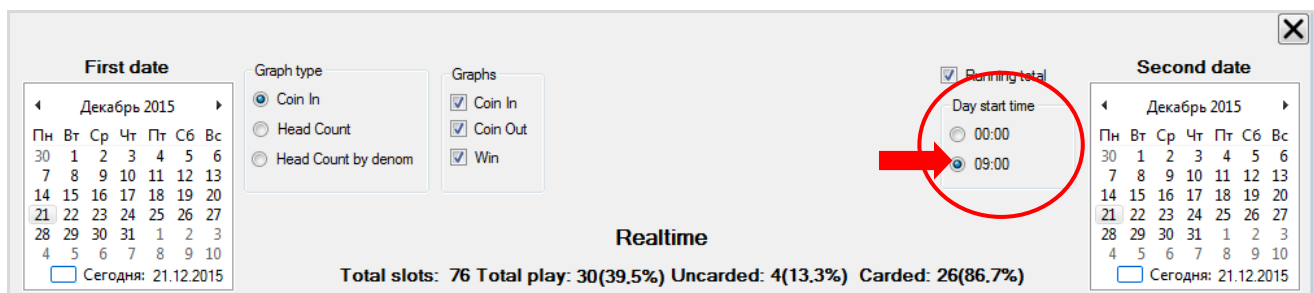 First date
Декабрь 2015
Пн Вт Ср Чт Пт Сб Вс
30 1 2 3 4 5 6
7 8 9 10 11 12 13
14 15 16 17 18 19 20
21 22 23 24 25 26 27
28 29 30 31 1 2 3
4 5 6 7 8 9 10
Сегодня: 21.12.2015
Graph type
Coin In
Head Count
Head Count by denom
Graphs
Coin In
Coin Out
Win
Running total
Day start time
00:00
09:00
Second date
Декабрь 2015
Пн Вт Ср Чт Пт Сб Вс
30 1 2 3 4 5 6
7 8 9 10 11 12 13
14 15 16 17 18 19 20
21 22 23 24 25 26 27
28 29 30 31 1 2 3
4 5 6 7 8 9 10
Сегодня: 21.12.2015
Realtime
Total slots: 76 Total play: 30(39,5%) Uncarded: 4(13,3%) Carded: 26(86,7%)